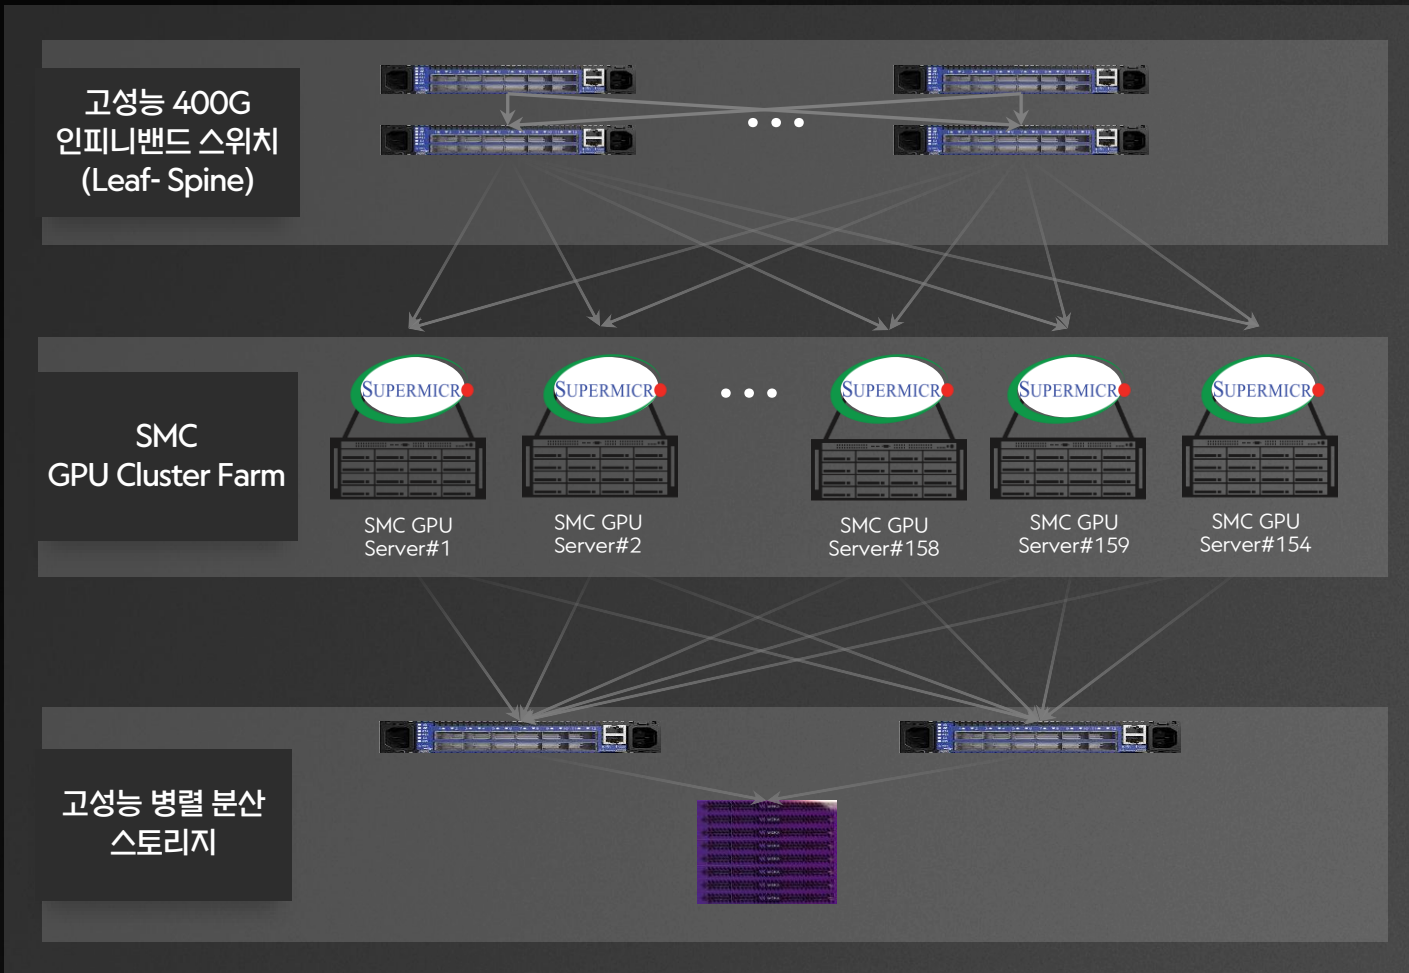 고성능 400G
인피니밴드 스위치
(Leaf- Spine)
SUPERMICR
SUPERMICR
SUPERMICR
SUPERMICR
SUPERMICR
SMC
GPU Cluster Farm
SMC GPU
Server#1
SMC GPU
Server#2
SMC GPU
Server#158
SMC GPU
Server#159
SMC GPU
Server#154
고성능 병렬 분산
스토리지